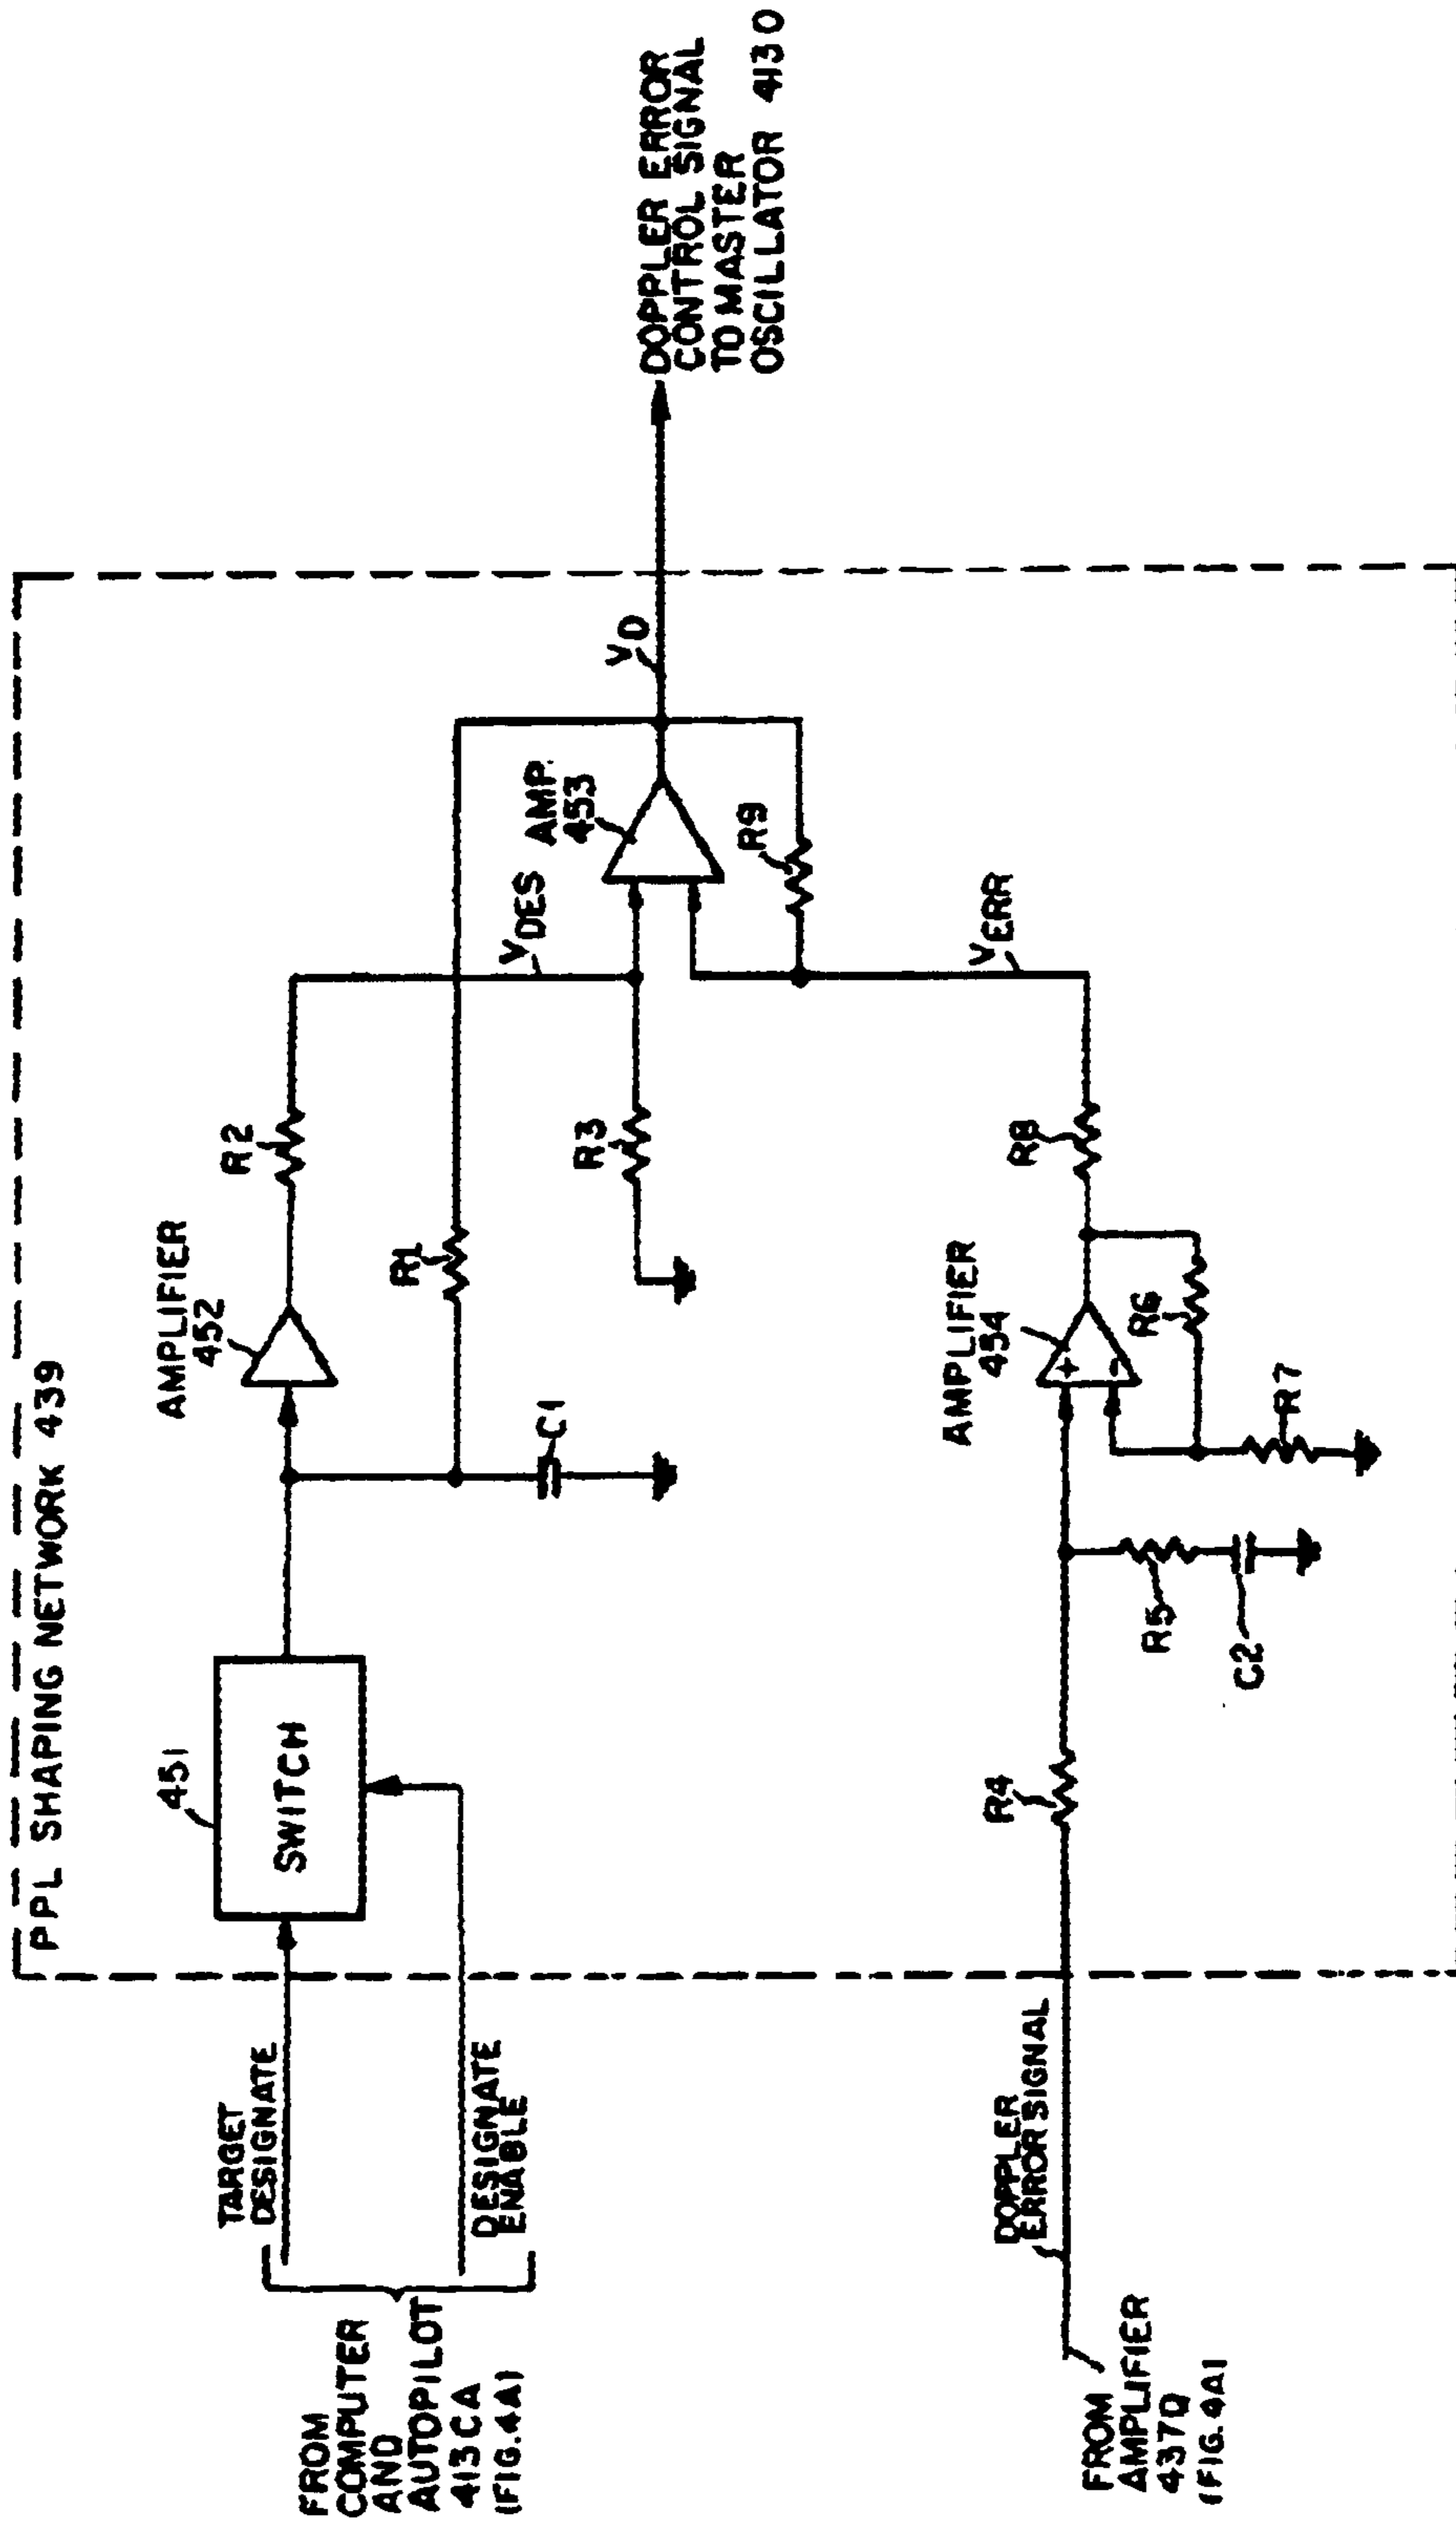 PPL SHAPING NETWORK 439
FROM
COMPUTER
AND
AUTOPILOT
413CA
(FIG.4A)
TARGET
DESIGNATE
DESIGNATE
ENABLE
451
SWITCH
AMPLIFIER
452
R2
R1
C1
VDES
R3
AMP.
453
VD
R9
DOPPLER ERROR
CONTROL SIGNAL
TO MASTER
OSCILLATOR 4130
FROM
AMPLIFIER
437Q
(FIG.4A)
DOPPLER
ERROR SIGNAL
R4
R5
C2
AMPLIFIER
454
+
-
R6
R7
R8
VERR